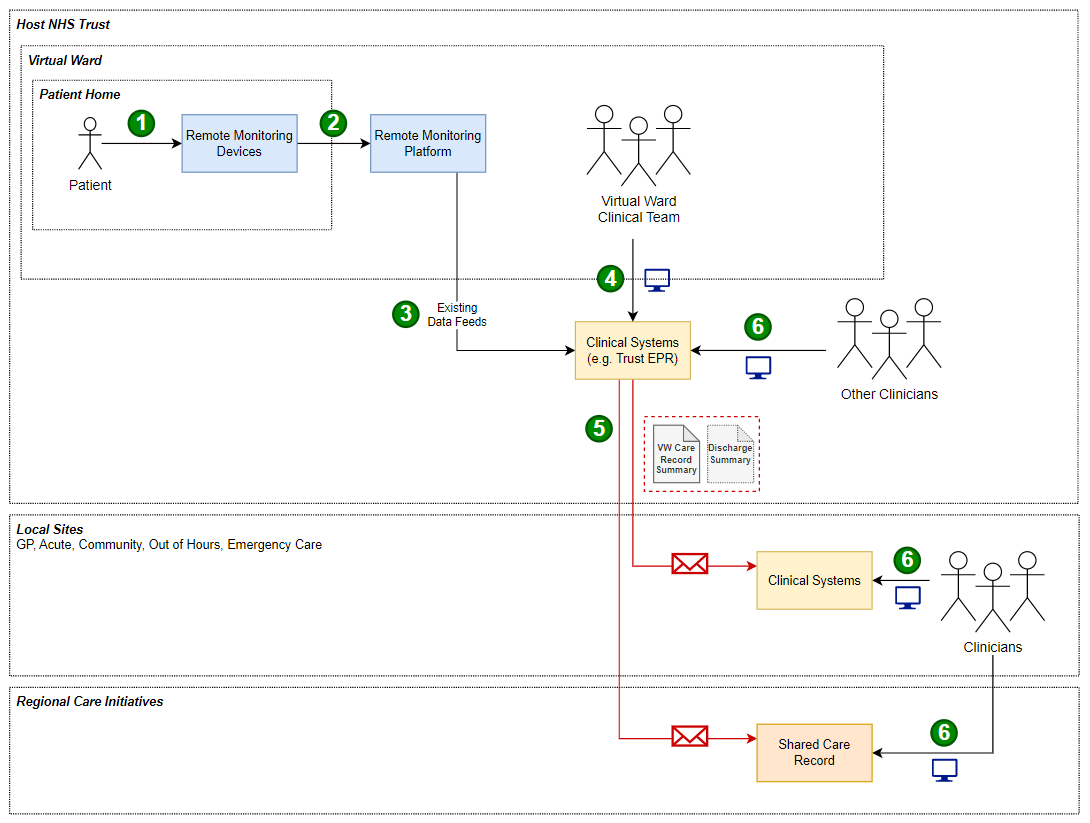 Host NHS Trust
Virtual Ward
Patient Home
1
2
Remote Monitoring
Devices
Remote Monitoring
Platform
Patient
Virtual Ward
Clinical Team
4
3
Existing
Data Feeds
6
Clinical Systems
(e.g. Trust EPR)
Other Clinicians
5
VW Care
Record
Summary
Discharge
Summary
Local Sites
GP, Acute, Community, Out of Hours, Emergency Care
6
Clinical Systems
Clinicians
Regional Care Initiatives
6
Shared Care
Record